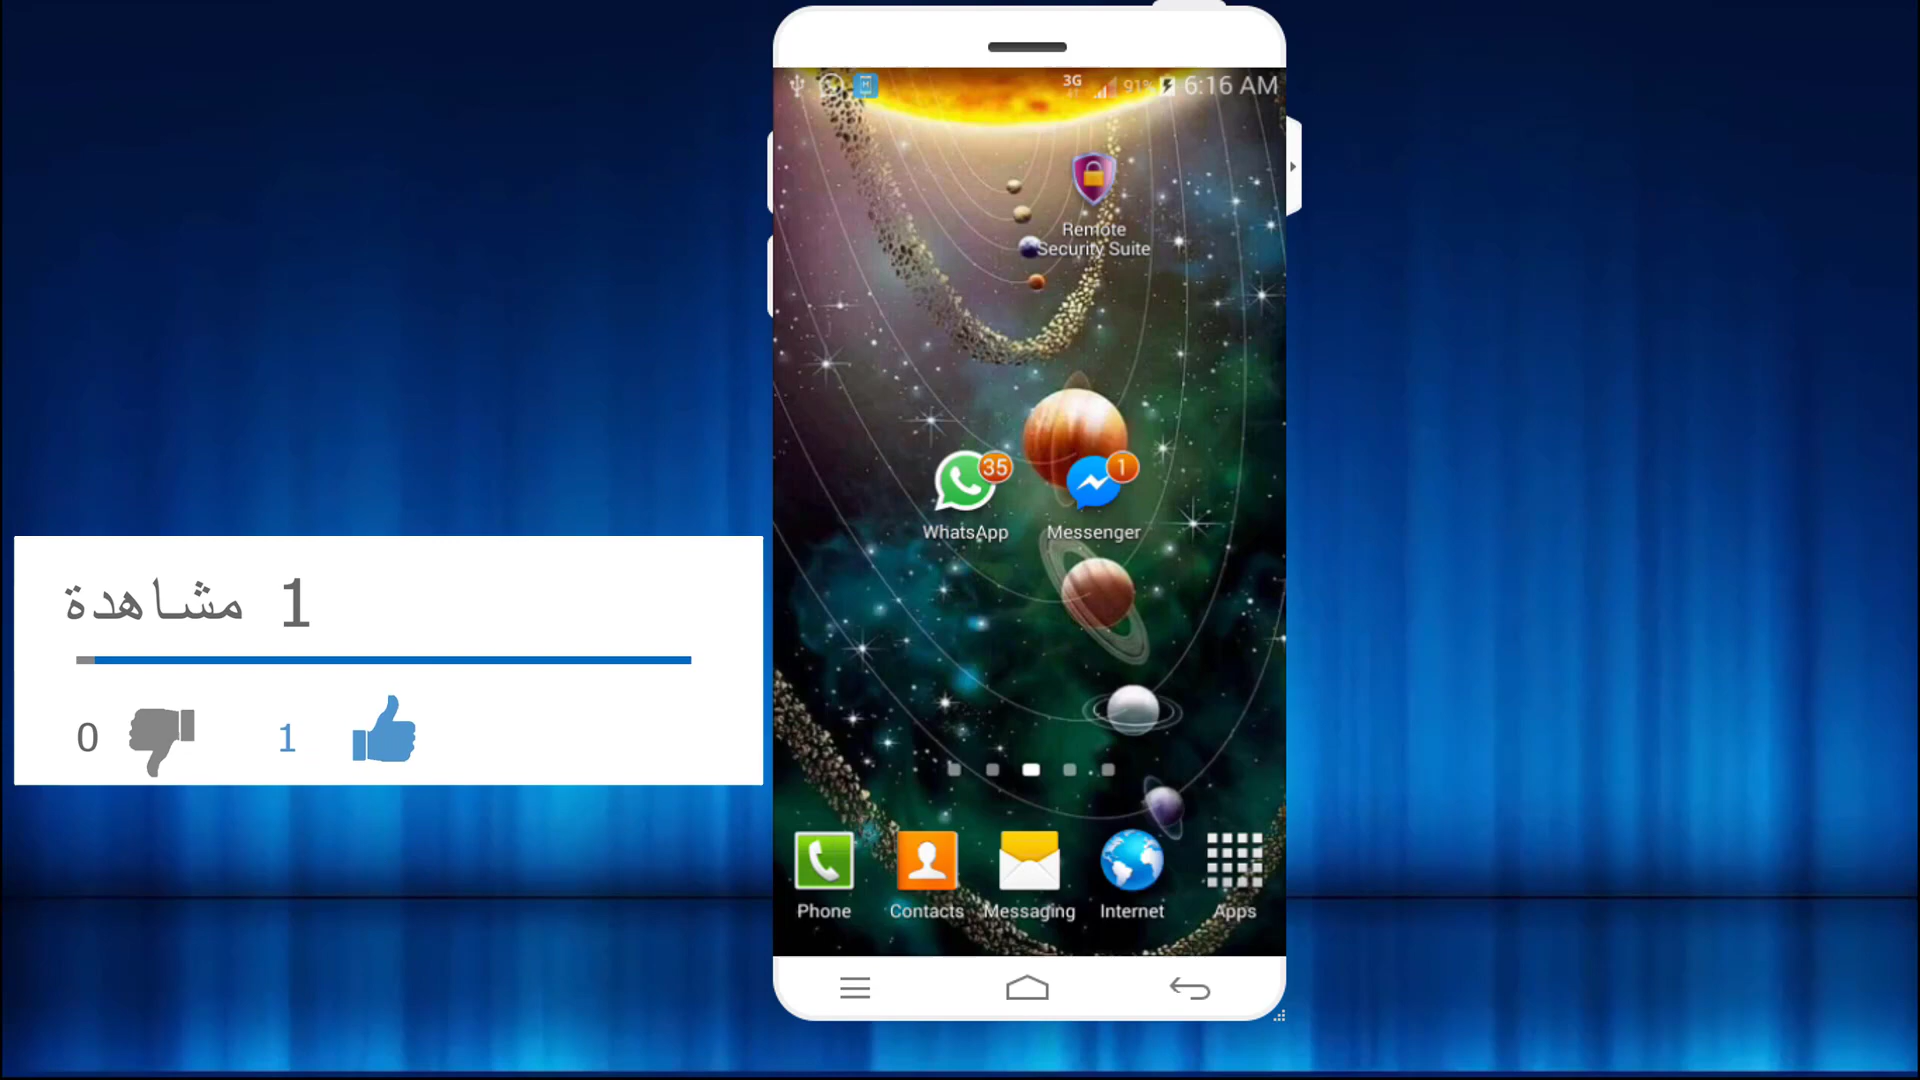 3G 91% 6:16 AM
Remote
Security Suite
35
1
WhatsApp
Messenger
1 مشاهدة
0
1
Phone
Contacts
Messaging
Internet
Apps